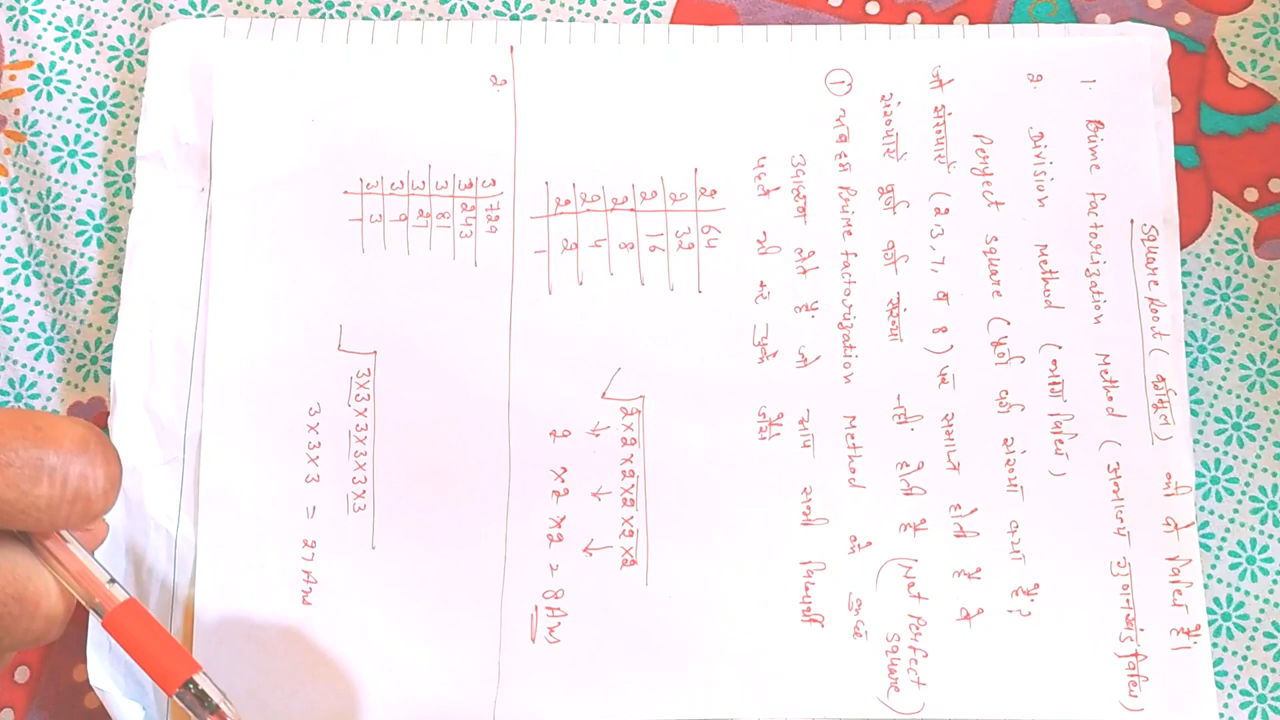 Square Root (वर्गमूल) की दो विधियां हैं।
1. Prime factorization Method (अभाज्य गुणनखंड विधि)
2. Division Method (भाग विधि)
Perfect square (पूर्ण वर्ग संख्या क्या है?
जो संख्याएं (2,3,7, व 8) पर समाप्त होती हैं वे
संख्याएं पूर्ण वर्ग संख्या नहीं होती हैं (Not Perfect square)
① Prime factorization Method के
उदाहरण लेते हैं जो आप सभी विद्यार्थी
पहले भी कर चुके
2 64
2 32
2 16
2 8
2 4
2 2
1
√2×2×2×2×2×2
↓ ↓ ↓
2 ×2 ×2 = 8 Ans
2.
3 729
3 243
3 81
3 27
3 9
3 3
1
√3×3×3×3×3×3
3×3×3 = 27 Ans